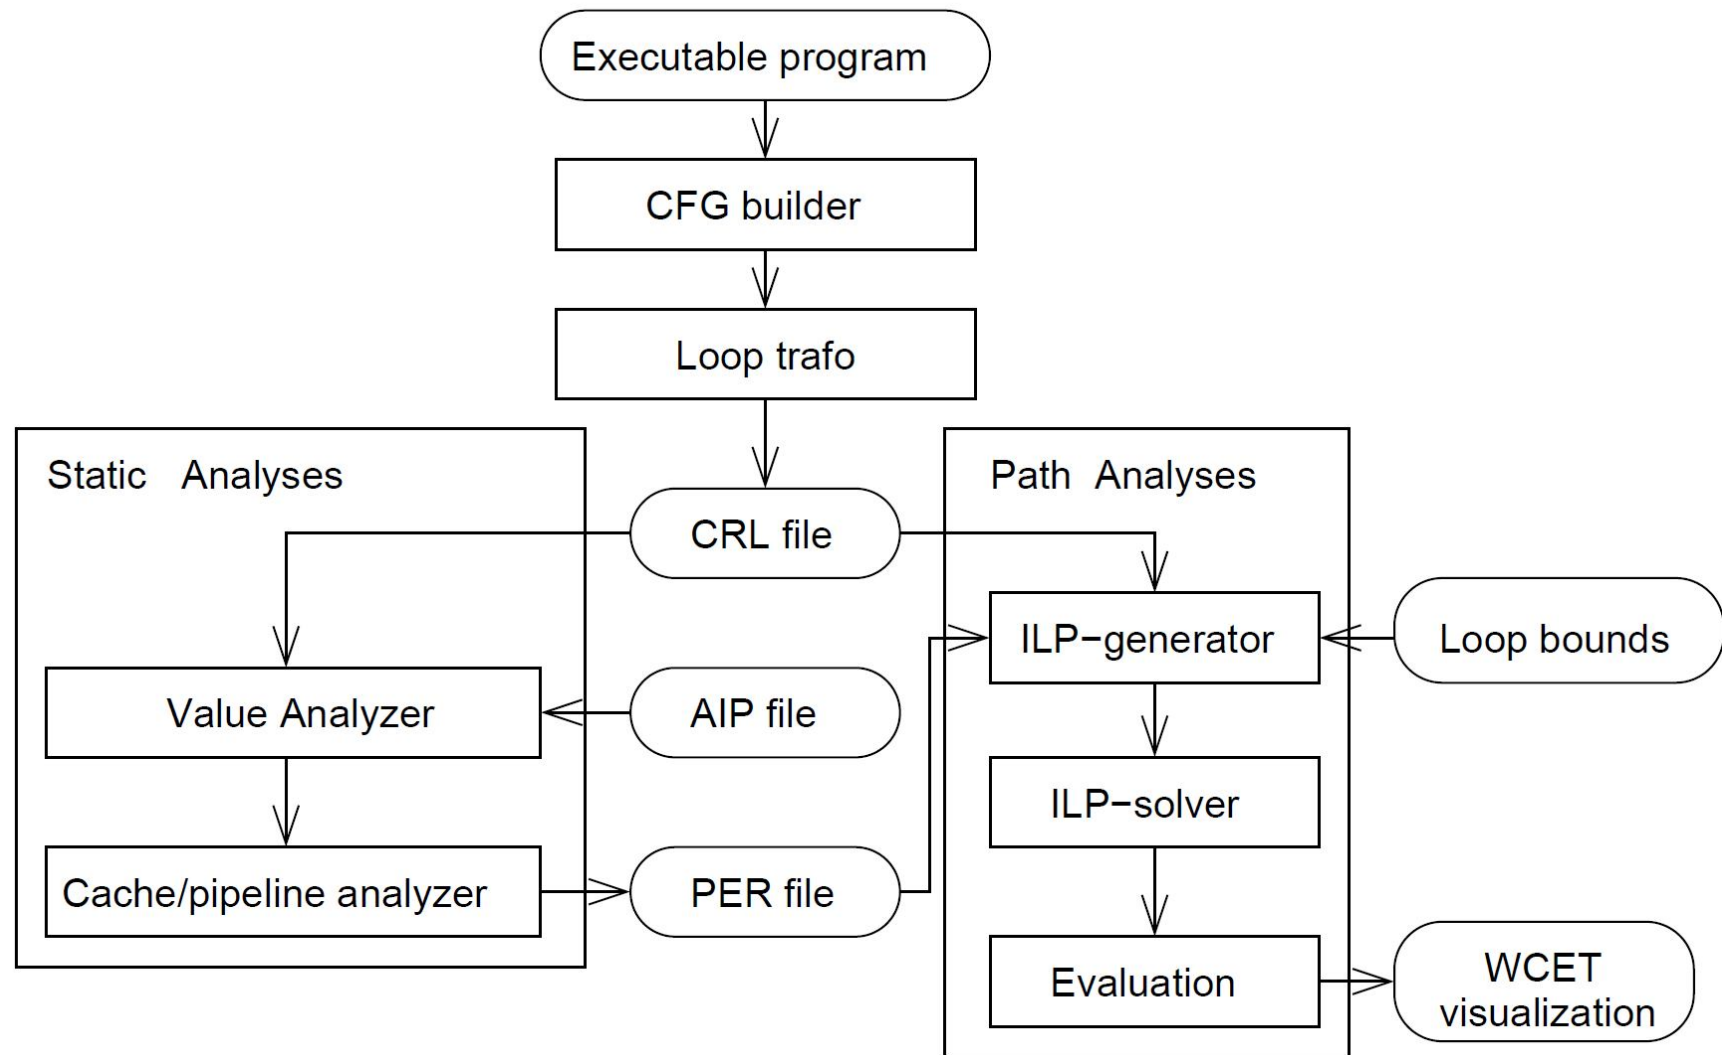 Executable program
CFG builder
Loop trafo
Static Analyses
Path Analyses
CRL file
ILP−generator
Loop bounds
Value Analyzer
AIP file
ILP−solver
Cache/pipeline analyzer
PER file
Evaluation
WCET
visualization